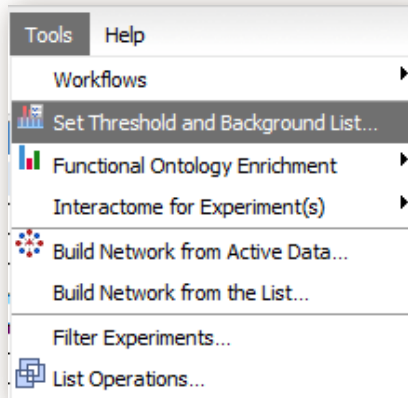 Tools Help
Workflows
Set Threshold and Background List...
Functional Ontology Enrichment
Interactome for Experiment(s)
Build Network from Active Data...
Build Network from the List...
Filter Experiments...
List Operations...